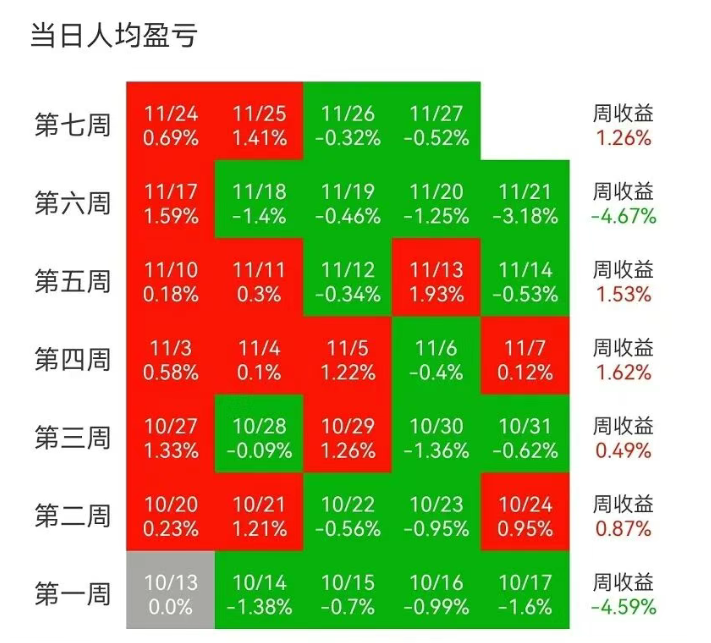 当日人均盈亏
第七周 11/24 11/25 11/26 11/27 周收益
0.69% 1.41% -0.32% -0.52% 1.26%
第六周 11/17 11/18 11/19 11/20 11/21 周收益
1.59% -1.4% -0.46% -1.25% -3.18% -4.67%
第五周 11/10 11/11 11/12 11/13 11/14 周收益
0.18% 0.3% -0.34% 1.93% -0.53% 1.53%
第四周 11/3 11/4 11/5 11/6 11/7 周收益
0.58% 0.1% 1.22% -0.4% 0.12% 1.62%
第三周 10/27 10/28 10/29 10/30 10/31 周收益
1.33% -0.09% 1.26% -1.36% -0.62% 0.49%
第二周 10/20 10/21 10/22 10/23 10/24 周收益
0.23% 1.21% -0.56% -0.95% 0.95% 0.87%
第一周 10/13 10/14 10/15 10/16 10/17 周收益
0.0% -1.38% -0.7% -0.99% -1.6% -4.59%